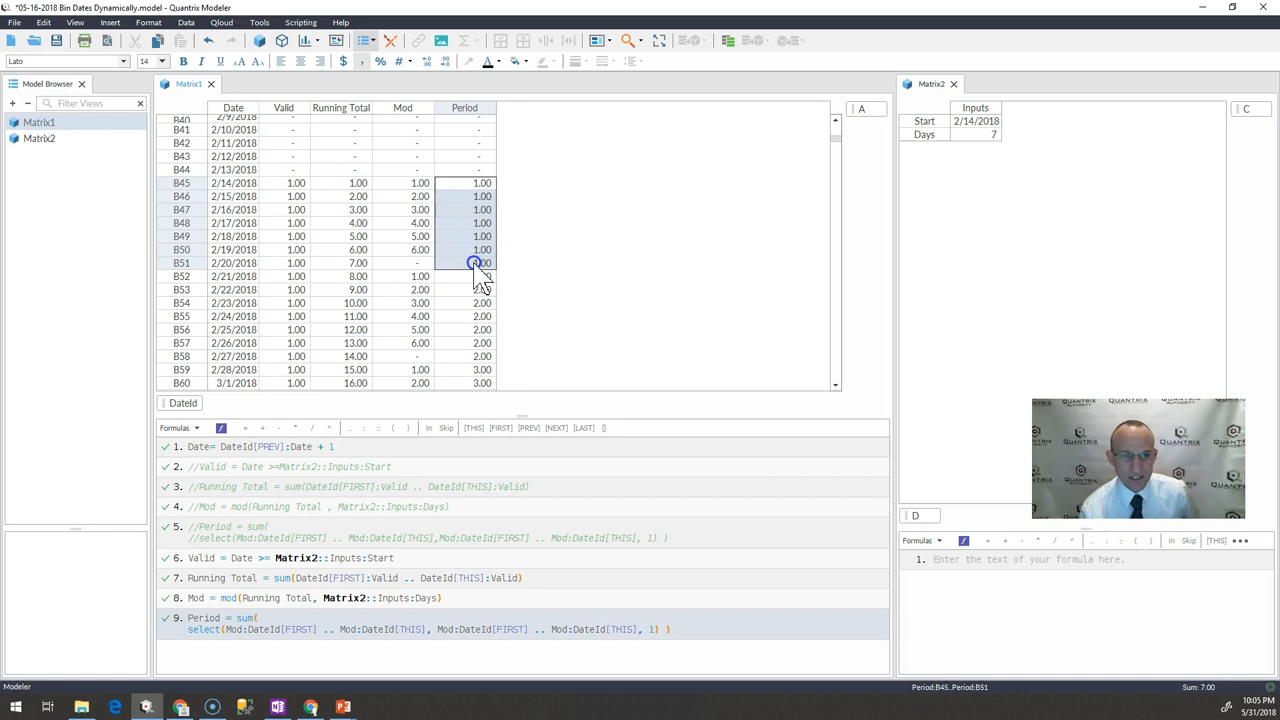 *05-16-2018 Bin Dates Dynamically.model - Quantrix Modeler
File Edit View Insert Format Data Qloud Tools Scripting Help
Lato 14 B I U A A $ , % # A
Model Browser Matrix1 Matrix2
Filter Views
Matrix1
Matrix2
Date Valid Running Total Mod Period A
B40 2/9/2018 - - - -
B41 2/10/2018 - - - -
B42 2/11/2018 - - - -
B43 2/12/2018 - - - -
B44 2/13/2018 - - - -
B45 2/14/2018 1.00 1.00 1.00 1.00
B46 2/15/2018 1.00 2.00 2.00 1.00
B47 2/16/2018 1.00 3.00 3.00 1.00
B48 2/17/2018 1.00 4.00 4.00 1.00
B49 2/18/2018 1.00 5.00 5.00 1.00
B50 2/19/2018 1.00 6.00 6.00 1.00
B51 2/20/2018 1.00 7.00 -
B52 2/21/2018 1.00 8.00 1.00
B53 2/22/2018 1.00 9.00 2.00
B54 2/23/2018 1.00 10.00 3.00 2.00
B55 2/24/2018 1.00 11.00 4.00 2.00
B56 2/25/2018 1.00 12.00 5.00 2.00
B57 2/26/2018 1.00 13.00 6.00 2.00
B58 2/27/2018 1.00 14.00 - 2.00
B59 2/28/2018 1.00 15.00 1.00 3.00
B60 3/1/2018 1.00 16.00 2.00 3.00
DateId
Formulas f = + - * / ^ .. : :: ( ) In Skip [THIS] [FIRST] [PREV] [NEXT] [LAST] []
1. Date= DateId[PREV]:Date + 1
2. //Valid = Date >=Matrix2::Inputs:Start
3. //Running Total = sum(DateId[FIRST]:Valid .. DateId[THIS]:Valid)
4. //Mod = mod(Running Total , Matrix2::Inputs:Days)
5. //Period = sum(
//select(Mod:DateId[FIRST] .. Mod:DateId[THIS],Mod:DateId[FIRST] .. Mod:DateId[THIS], 1) )
6. Valid = Date >= Matrix2::Inputs:Start
7. Running Total = sum(DateId[FIRST]:Valid .. DateId[THIS]:Valid)
8. Mod = mod(Running Total, Matrix2::Inputs:Days)
9. Period = sum(
select(Mod:DateId[FIRST] .. Mod:DateId[THIS], Mod:DateId[FIRST] .. Mod:DateId[THIS], 1) )
Inputs C
Start 2/14/2018
Days 7
QUANTRIX
AUTHORITY
D
Formulas f = + - * / ^ .. : :: ( ) In Skip [THIS]
1. Enter the text of your formula here.
Modeler Period:B45..Period:B51 Sum: 7.00
10:05 PM
5/31/2018